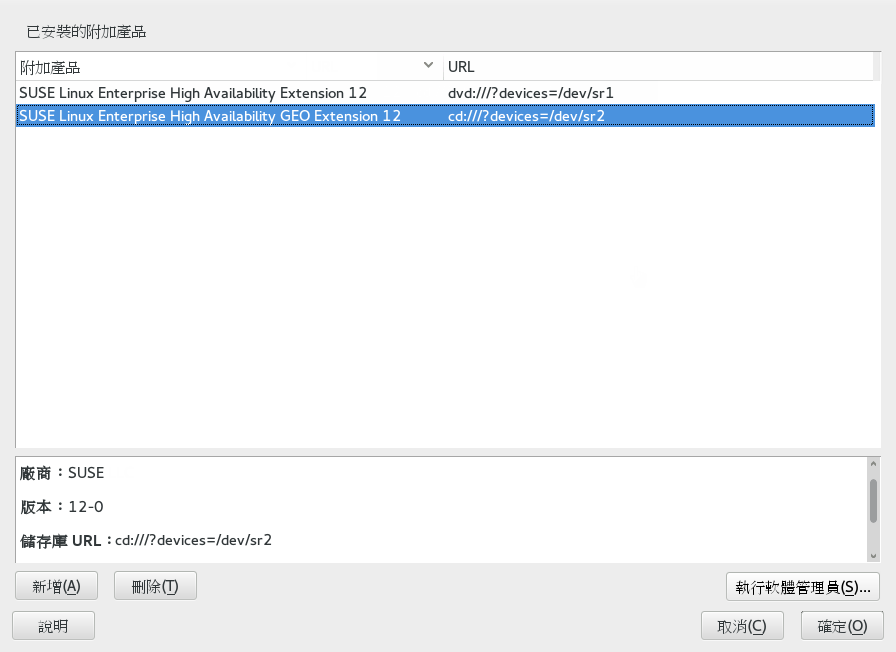 已安裝的附加產品
附加產品 URL
SUSE Linux Enterprise High Availability Extension 12 dvd:///?devices=/dev/sr1
SUSE Linux Enterprise High Availability GEO Extension 12 cd:///?devices=/dev/sr2
廠商：SUSE
版本：12-0
儲存庫 URL：cd:///?devices=/dev/sr2
新增(A) 刪除(T) 執行軟體管理員(S)...
說明 取消(C) 確定(O)